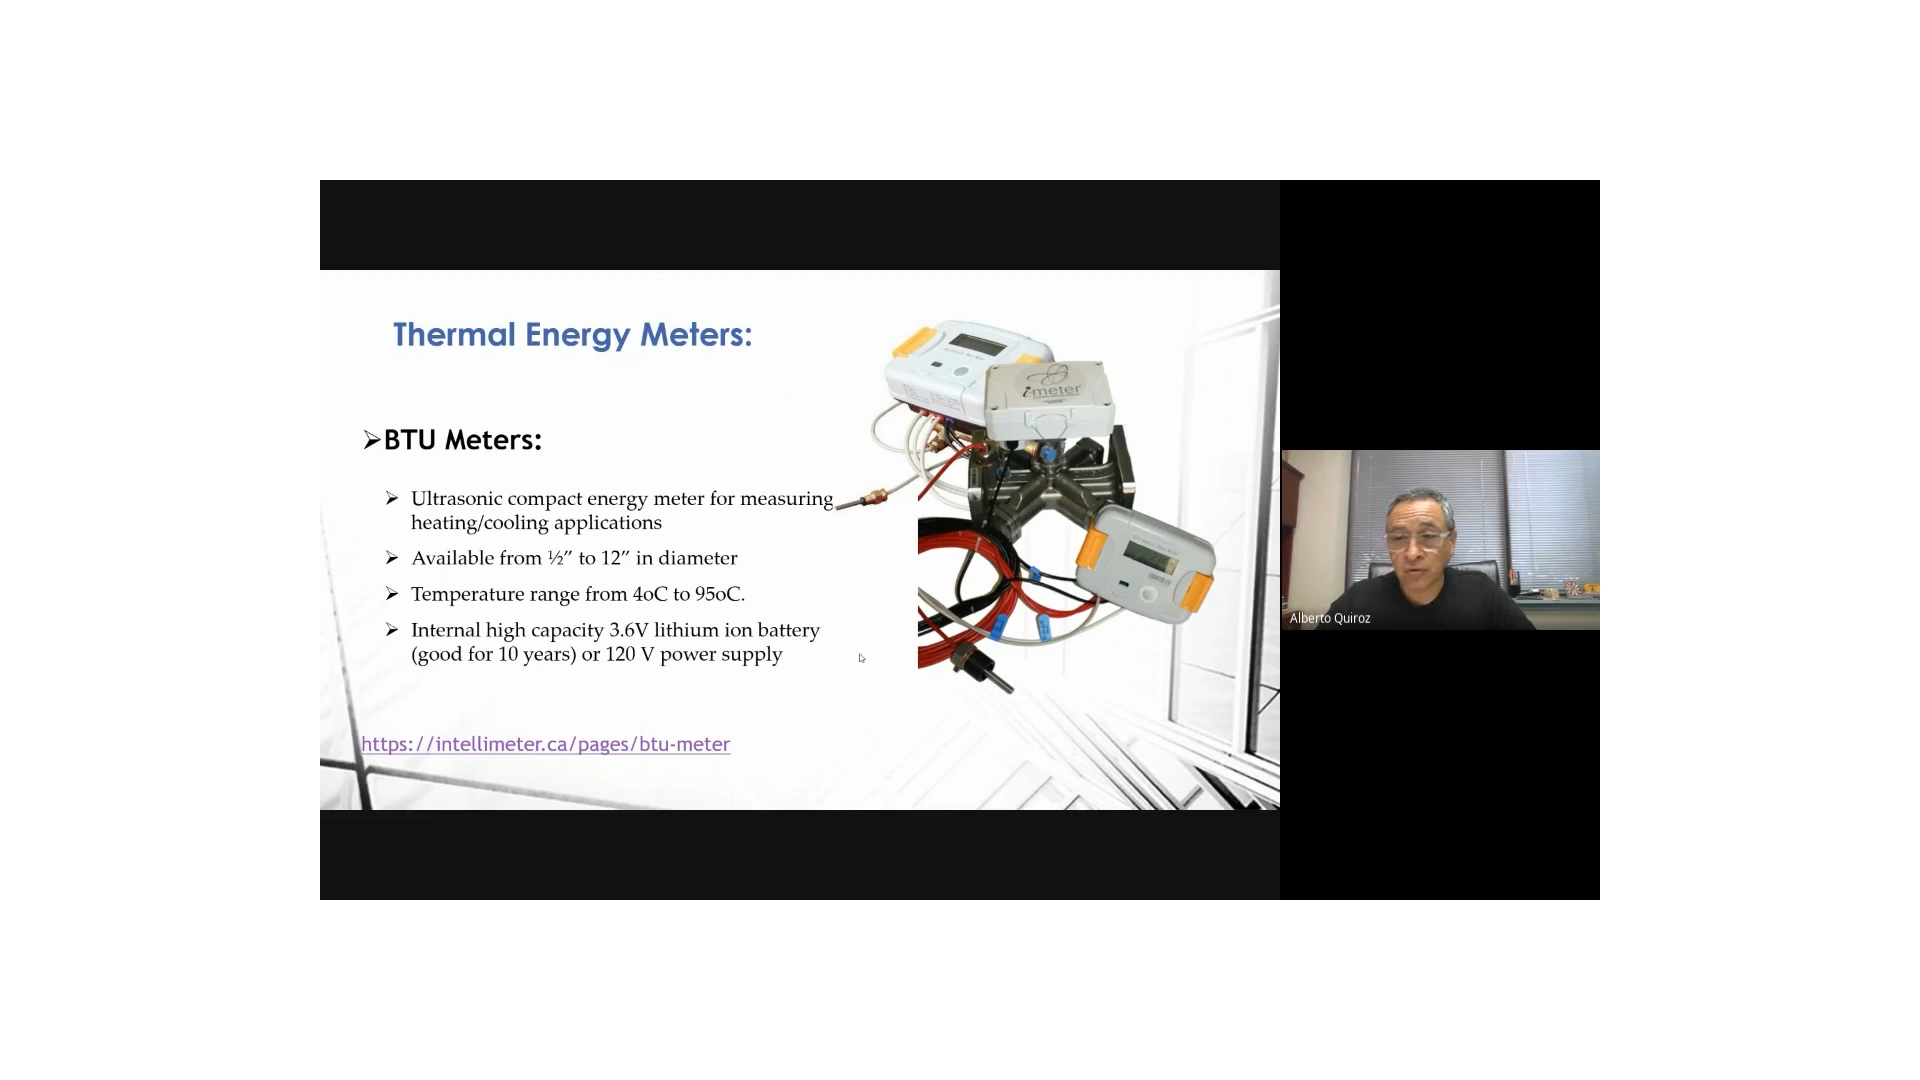 Thermal Energy Meters:
i-meter
➢BTU Meters:
➢ Ultrasonic compact energy meter for measuring
heating/cooling applications
➢ Available from ½” to 12” in diameter
➢ Temperature range from 4oC to 95oC.
➢ Internal high capacity 3.6V lithium ion battery
(good for 10 years) or 120 V power supply
https://intellimeter.ca/pages/btu-meter
Alberto Quiroz